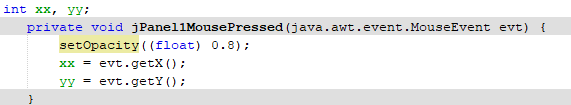 int xx, yy;
private void jPanel1MousePressed(java.awt.event.MouseEvent evt) {
setOpacity((float) 0.8);
xx = evt.getX();
yy = evt.getY();
}